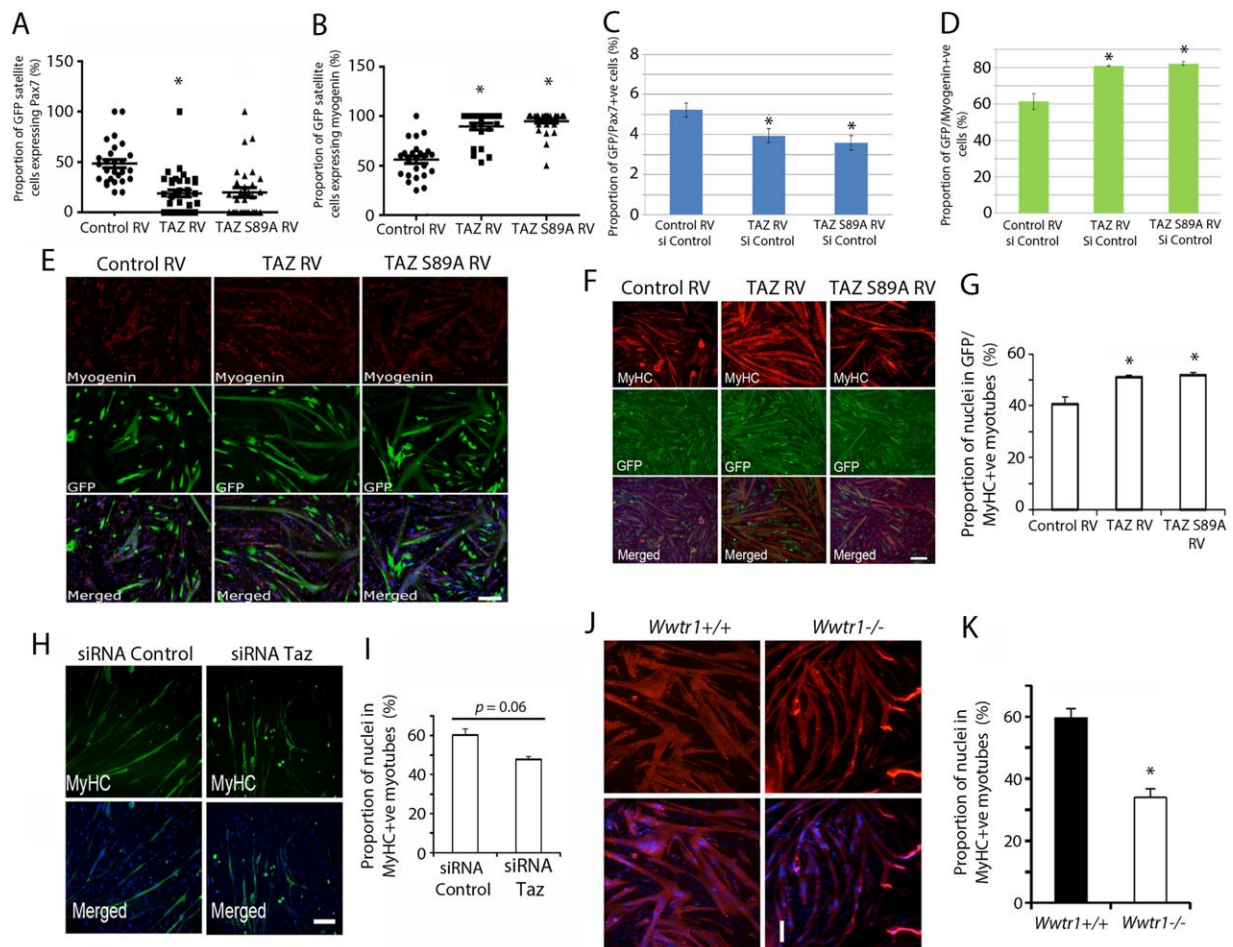 A
Proportion of GFP satellite
cells expressing Pax7 (%)
150
100
50
0
*
Control RV TAZ RV TAZ S89A RV
B
Proportion of GFP satellite
cells expressing myogenin (%)
150
100
50
0
*
*
Control RV TAZ RV TAZ S89A RV
C
Proportion of GFP/Pax7+ve cells (%)
8
6
4
2
0
*
*
Control RV TAZ RV TAZ S89A RV
si Control Si Control Si Control
D
Proportion of GFP/Myogenin+ve
cells (%)
80
60
40
20
0
*
*
Control RV TAZ RV TAZ S89A RV
si Control Si Control Si Control
E
Control RV TAZ RV TAZ S89A RV
Myogenin Myogenin Myogenin
GFP GFP GFP
Merged Merged Merged
F
Control RV TAZ RV TAZ S89A RV
MyHC MyHC MyHC
GFP GFP GFP
Merged Merged Merged
G
Proportion of nuclei in GFP/
MyHC+ve myotubes (%)
60
40
20
0
*
*
Control RV TAZ RV TAZ S89A
RV
H
siRNA Control siRNA Taz
MyHC MyHC
Merged Merged
I
Proportion of nuclei in
MyHC+ve myotubes (%)
60
40
20
0
p = 0.06
siRNA siRNA
Control Taz
J
Wwtr1+/+ Wwtr1-/-
K
Proportion of nuclei in
MyHC+ve myotubes (%)
60
40
20
0
*
Wwtr1+/+ Wwtr1-/-